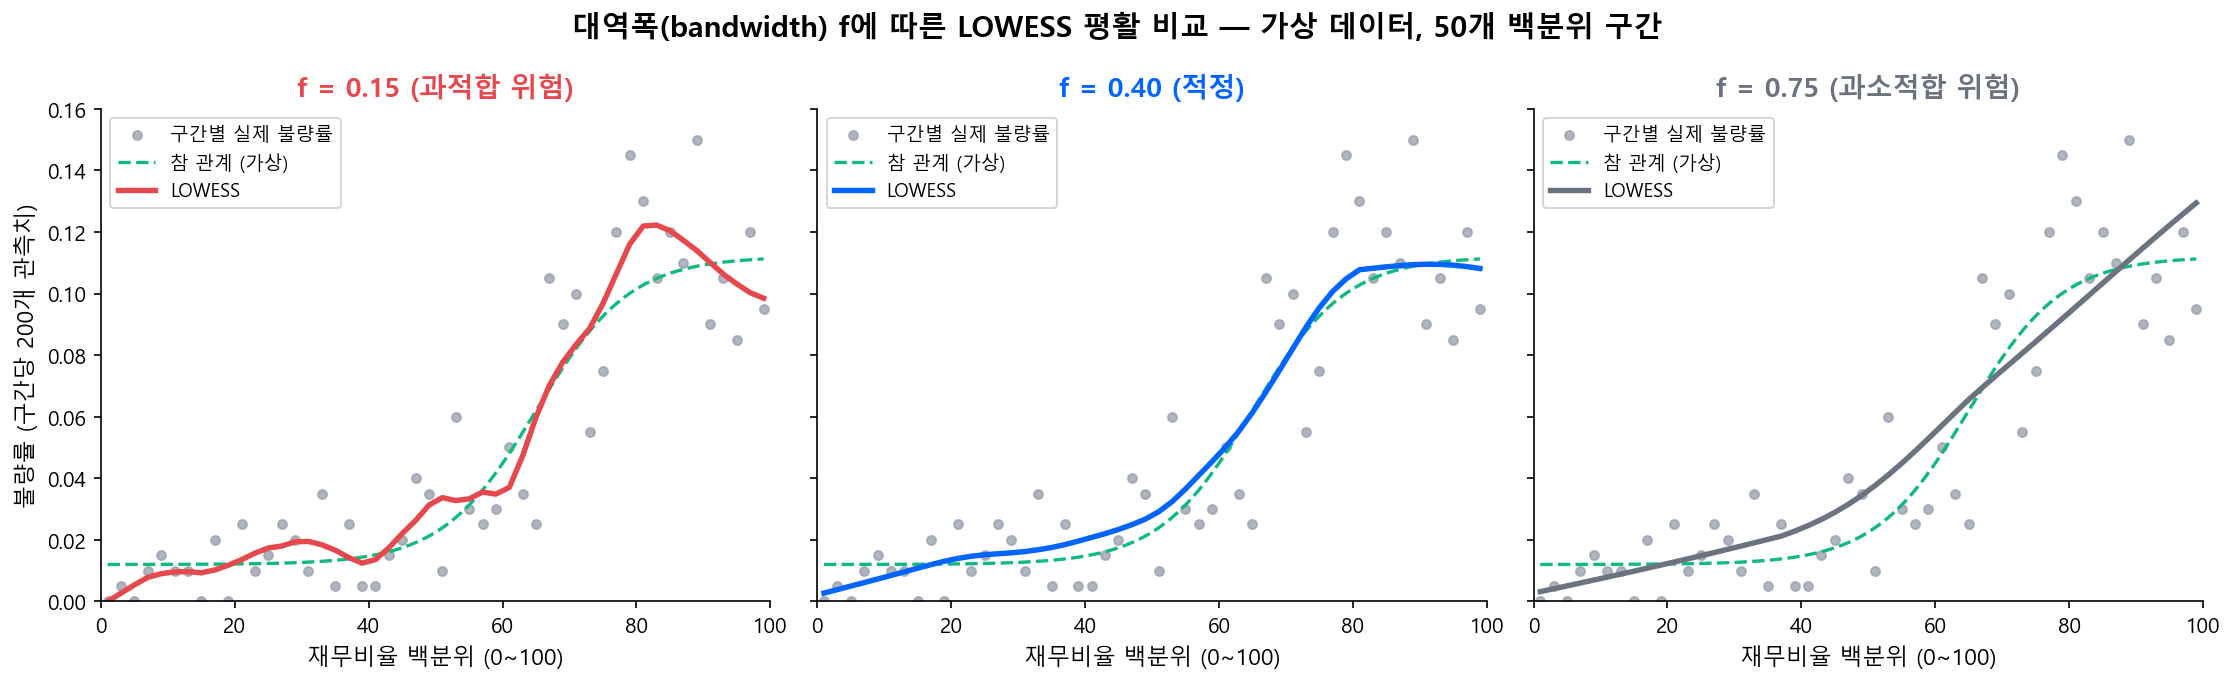 대역폭(bandwidth) f에 따른 LOWESS 평활 비교 — 가상 데이터, 50개 백분위 구간
f = 0.15 (과적합 위험)
구간별 실제 불량률
참 관계 (가상)
LOWESS
불량률 (구간당 200개 관측치)
0.16
0.14
0.12
0.10
0.08
0.06
0.04
0.02
0.00
0 20 40 60 80 100
재무비율 백분위 (0~100)
f = 0.40 (적정)
구간별 실제 불량률
참 관계 (가상)
LOWESS
0 20 40 60 80 100
재무비율 백분위 (0~100)
f = 0.75 (과소적합 위험)
구간별 실제 불량률
참 관계 (가상)
LOWESS
0 20 40 60 80 100
재무비율 백분위 (0~100)